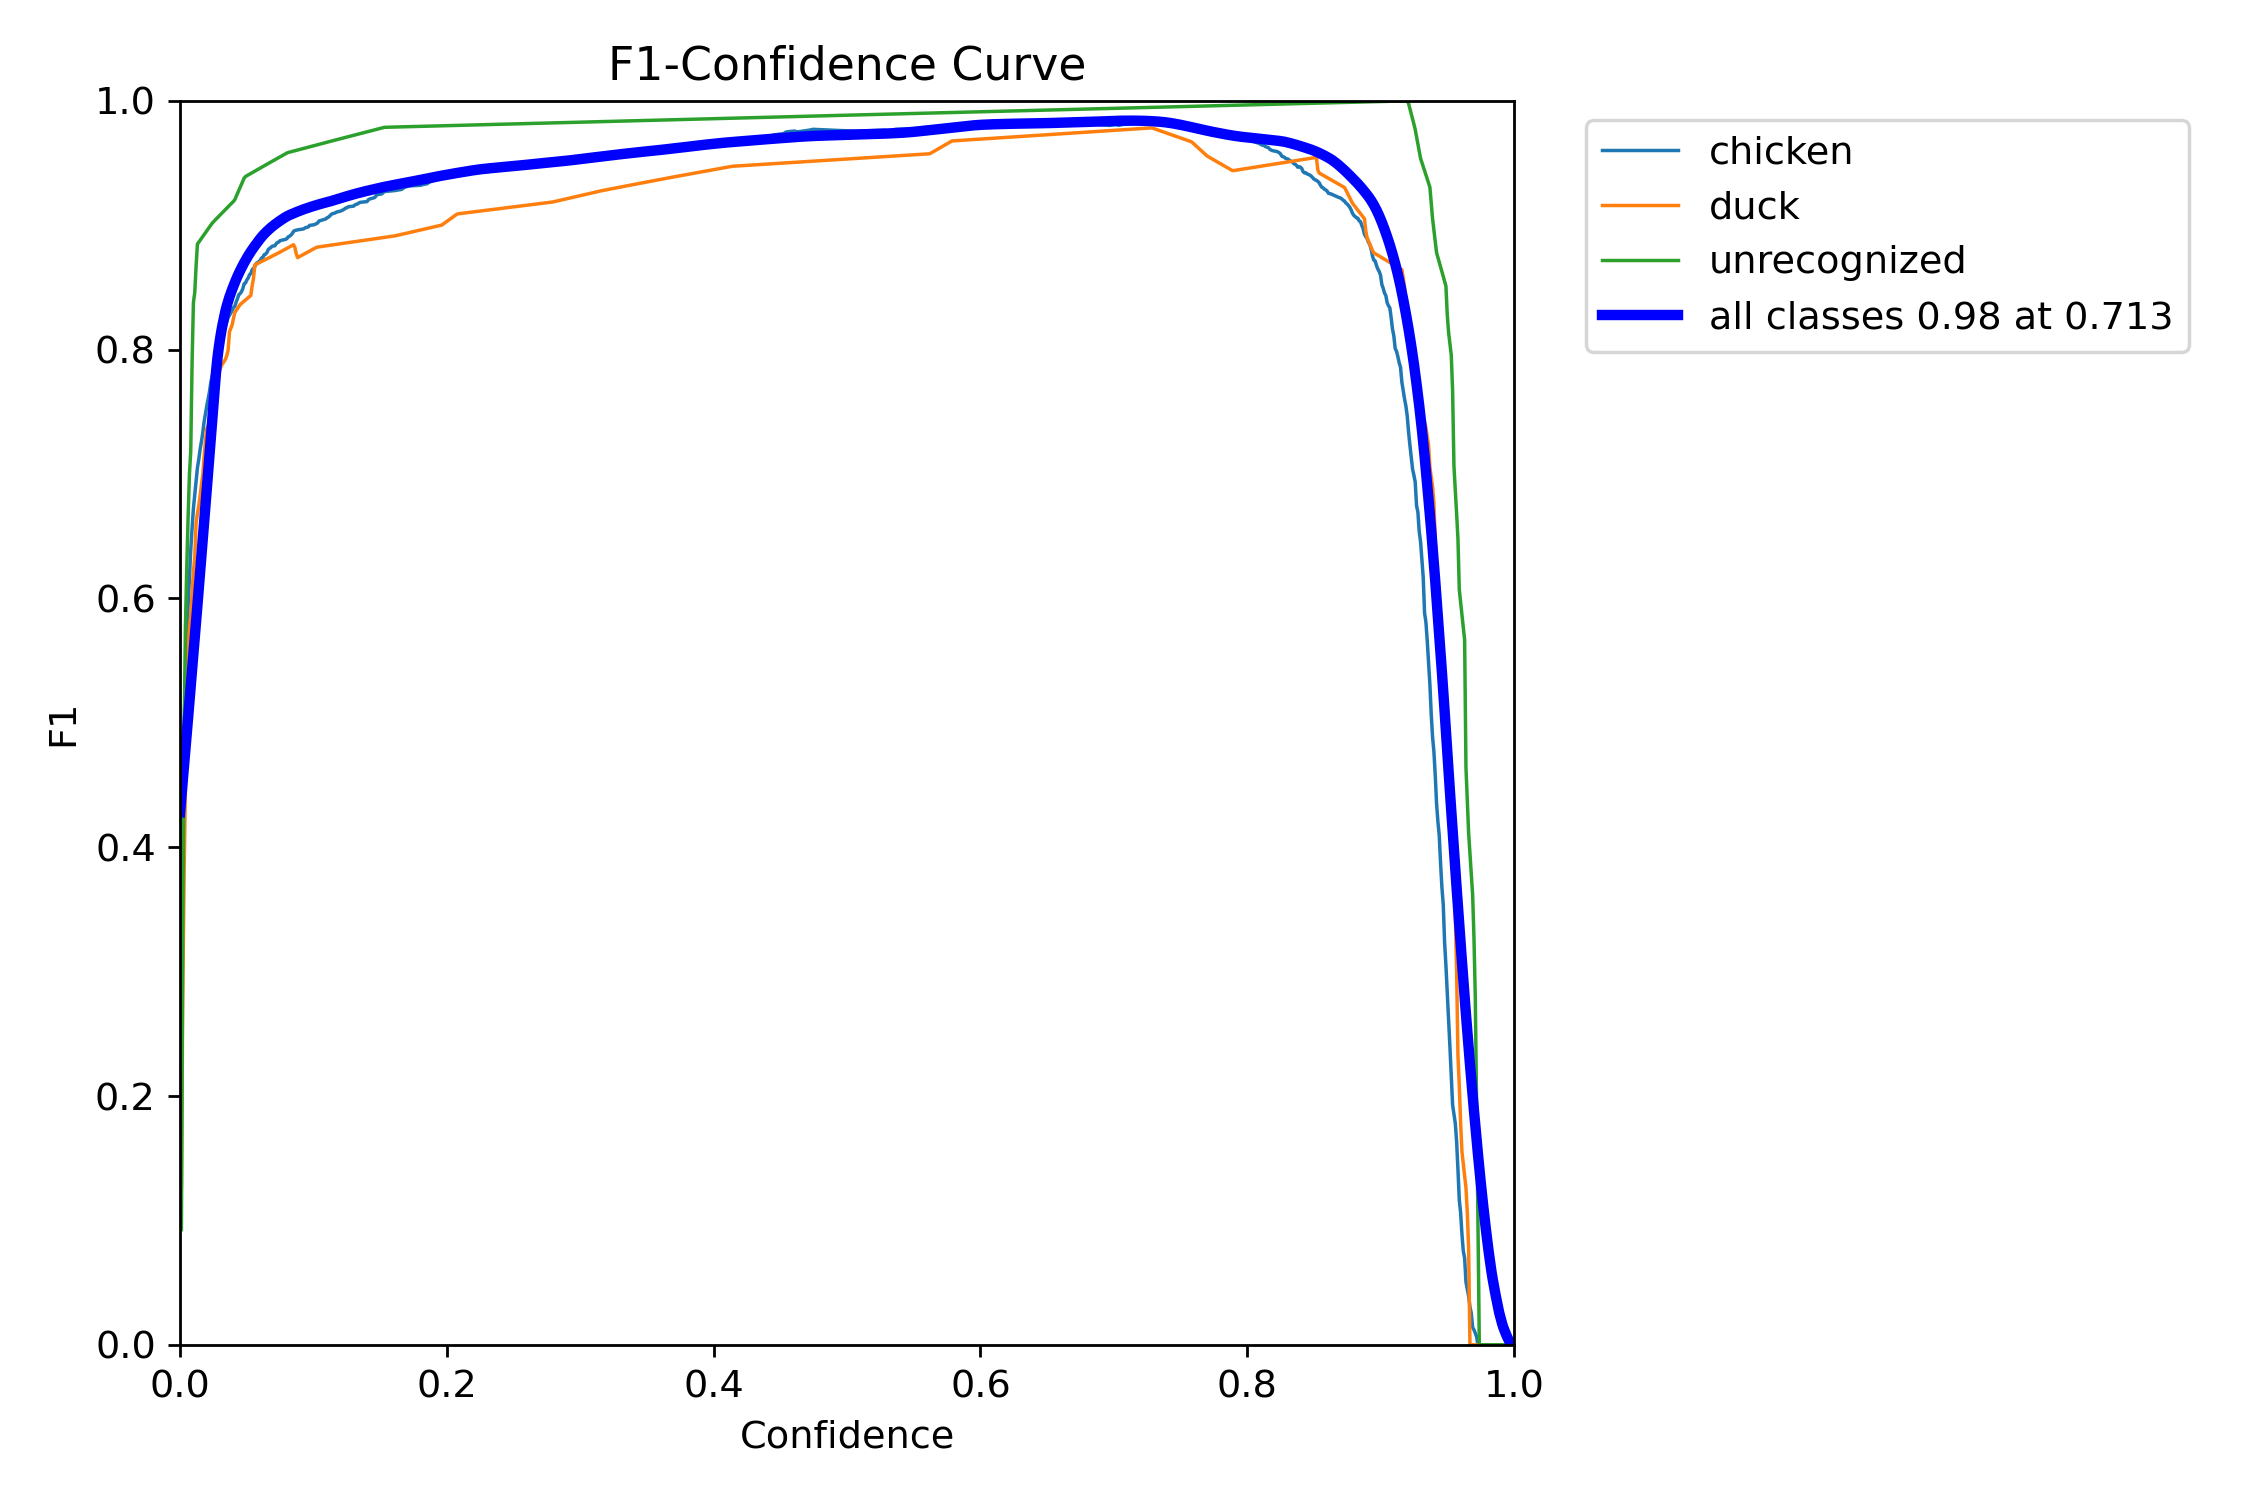 F1-Confidence Curve
1.0
0.8
0.6
0.4
0.2
0.0
F1
0.0 0.2 0.4 0.6 0.8 1.0
Confidence
chicken
duck
unrecognized
all classes 0.98 at 0.713